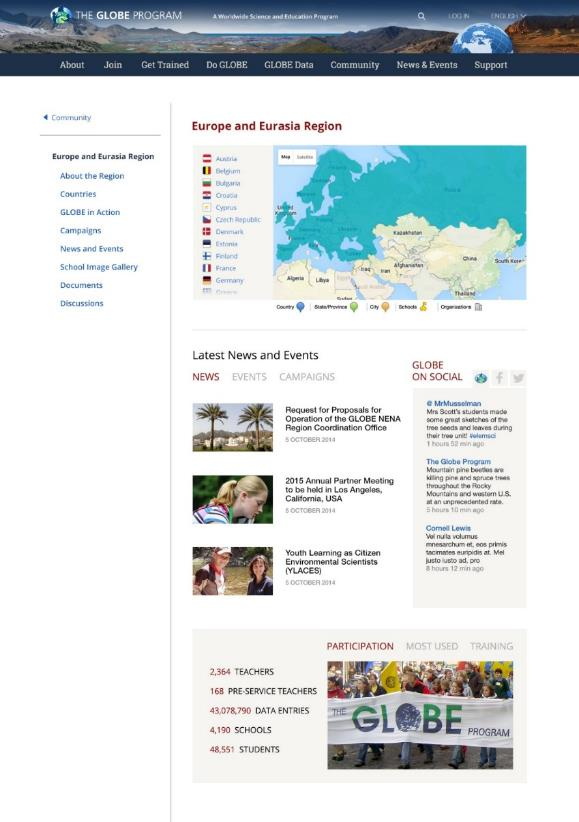 THE GLOBE PROGRAM
A Worldwide Science and Education Program
LOG IN
ENGLISH
About Join Get Trained Do GLOBE GLOBE Data Community News & Events Support
Community
Europe and Eurasia Region
About the Region
Countries
GLOBE in Action
Campaigns
News and Events
School Image Gallery
Documents
Discussions
Europe and Eurasia Region
Austria
Belgium
Bulgaria
Croatia
Cyprus
Czech Republic
Denmark
Estonia
Finland
France
Germany
Greece
Map Satellite
United
Kingdom
Kazakhstan
China
South Korea
Afghanistan
Iraq
Iran
Algeria
Libya
Sudan
Thailand
Country State/Province City Schools Organizations
Latest News and Events
NEWS EVENTS CAMPAIGNS
Request for Proposals for
Operation of the GLOBE NENA
Region Coordination Office
5 OCTOBER 2014
2015 Annual Partner Meeting
to be held in Los Angeles,
California, USA
5 OCTOBER 2014
Youth Learning as Citizen
Environmental Scientists
(YLACES)
5 OCTOBER 2014
GLOBE
ON SOCIAL
@ MrMusselman
Mrs Scott's students made
some great sketches of the
tree seeds and leaves during
their tree unit! #elemsci
1 hours 52 min ago
The Globe Program
Mountain pine beetles are
killing pine and spruce trees
throughout the Rocky
Mountains and western U.S.
at an unprecedented rate.
5 hours 10 min ago
Cornell Lewis
Vel nulla volumus
mnesarchum et, eos primis
tacimates euripidis at. Mel
justo iusto ad, pro
8 hours 12 min ago
PARTICIPATION MOST USED TRAINING
2,364 TEACHERS
168 PRE-SERVICE TEACHERS
43,078,790 DATA ENTRIES
4,190 SCHOOLS
48,551 STUDENTS
THE GLOBE PROGRAM